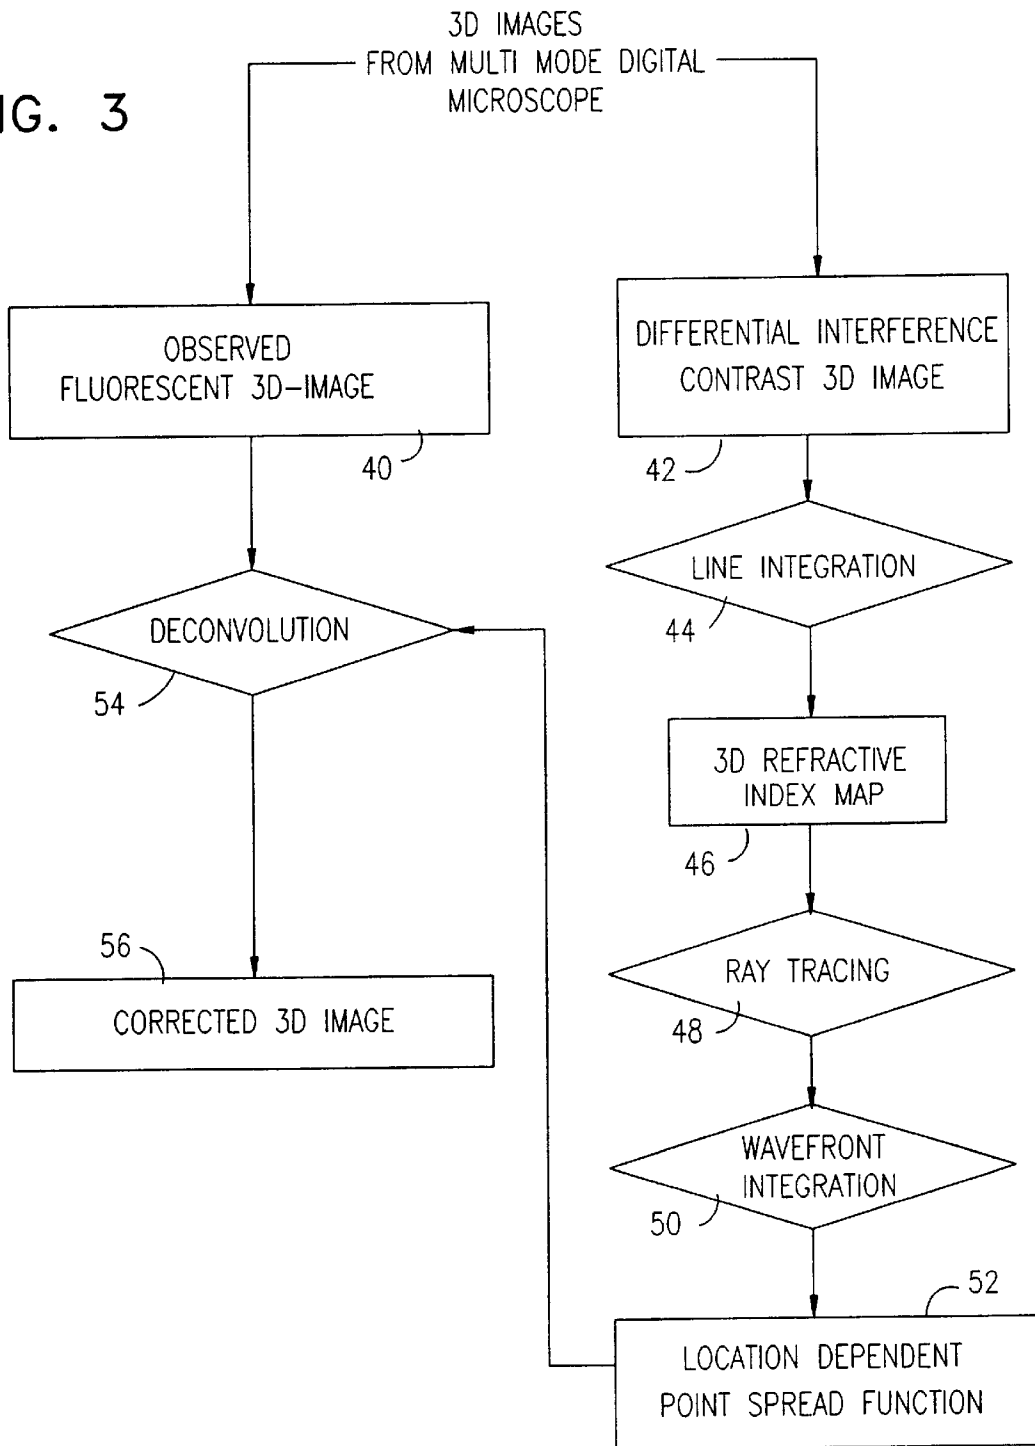 3D IMAGES
FROM MULTI MODE DIGITAL
MICROSCOPE
IG. 3
OBSERVED
FLUORESCENT 3D-IMAGE
40
DIFFERENTIAL INTERFERENCE
CONTRAST 3D IMAGE
42
LINE INTEGRATION
44
DECONVOLUTION
54
3D REFRACTIVE
INDEX MAP
46
RAY TRACING
48
56
CORRECTED 3D IMAGE
WAVEFRONT
INTEGRATION
50
52
LOCATION DEPENDENT
POINT SPREAD FUNCTION